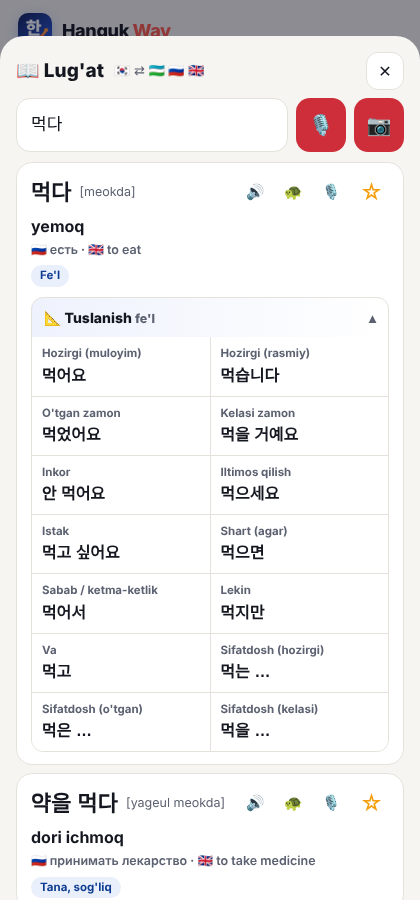 한 Hanguk Way
Lug'at
먹다
먹다 [meokda]
yemoq
есть · to eat
Fe'l
Tuslanish fe'l
Hozirgi (muloyim) Hozirgi (rasmiy)
먹어요 먹습니다
O'tgan zamon Kelasi zamon
먹었어요 먹을 거예요
Inkor Iltimos qilish
안 먹어요 먹으세요
Istak Shart (agar)
먹고 싶어요 먹으면
Sabab / ketma-ketlik Lekin
먹어서 먹지만
Va Sifatdosh (hozirgi)
먹고 먹는 ...
Sifatdosh (o'tgan) Sifatdosh (kelasi)
먹은 ... 먹을 ...
약을 먹다 [yageul meokda]
dori ichmoq
принимать лекарство · to take medicine
Tana, sog'liq